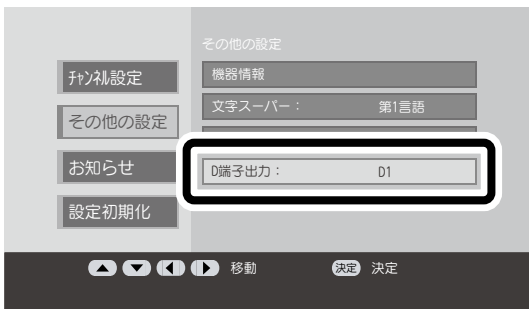 その他の設定
チャンネル設定
機器情報
文字スーパー： 第1言語
その他の設定
お知らせ
D端子出力： D1
設定初期化
移動 決定 決定